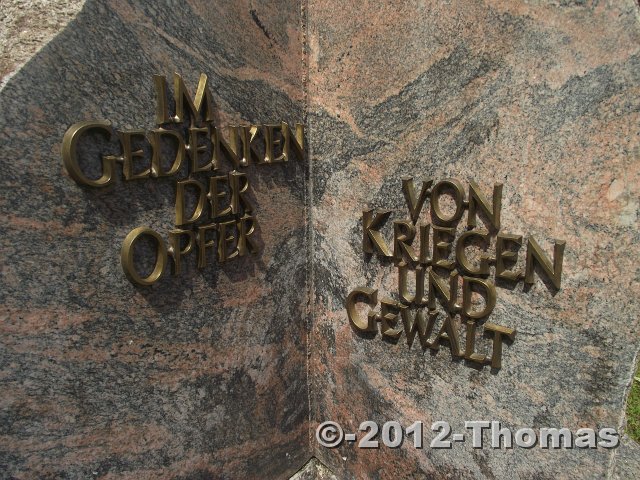 IM
GEDENKEN
DER
OPFER
VON
KRIEGEN
UND
GEWALT
©-2012-Thomas